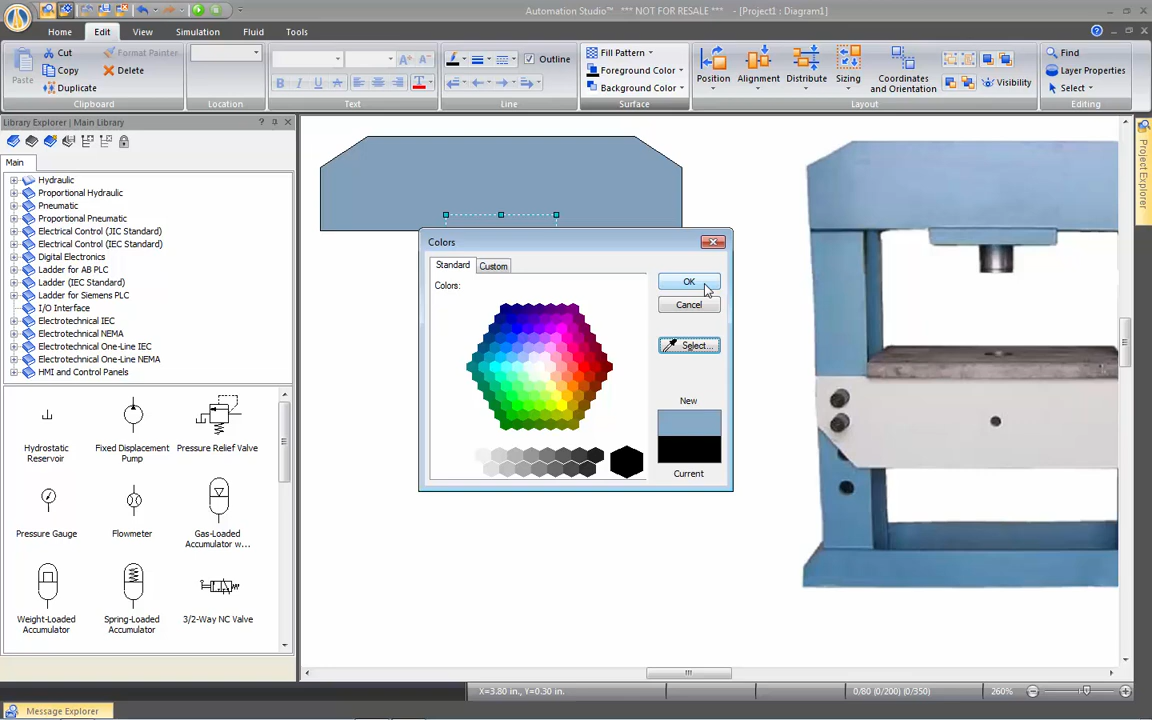 Automation Studio™ *** NOT FOR RESALE *** - [Project1 : Diagram1]
Home Edit View Simulation Fluid Tools
Paste
Cut
Copy
Duplicate
Format Painter
Delete
Clipboard
Location
Text
Outline
Line
Fill Pattern
Foreground Color
Background Color
Surface
Position
Alignment
Distribute
Sizing
Coordinates
and Orientation
Visibility
Layout
Find
Layer Properties
Select
Editing
Library Explorer | Main Library
Main
Hydraulic
Proportional Hydraulic
Pneumatic
Proportional Pneumatic
Electrical Control (JIC Standard)
Electrical Control (IEC Standard)
Digital Electronics
Ladder for AB PLC
Ladder (IEC Standard)
Ladder for Siemens PLC
I/O Interface
Electrotechnical IEC
Electrotechnical NEMA
Electrotechnical One-Line IEC
Electrotechnical One-Line NEMA
HMI and Control Panels
Hydrostatic
Reservoir
Fixed Displacement
Pump
Pressure Relief Valve
Pressure Gauge
Flowmeter
Gas-Loaded
Accumulator w...
Weight-Loaded
Accumulator
Spring-Loaded
Accumulator
3/2-Way NC Valve
Colors
Standard Custom
Colors:
OK
Cancel
Select...
New
Current
Project Explorer
X=3.80 in., Y=0.30 in.
0/80 (0/200) (0/350)
260%
Message Explorer